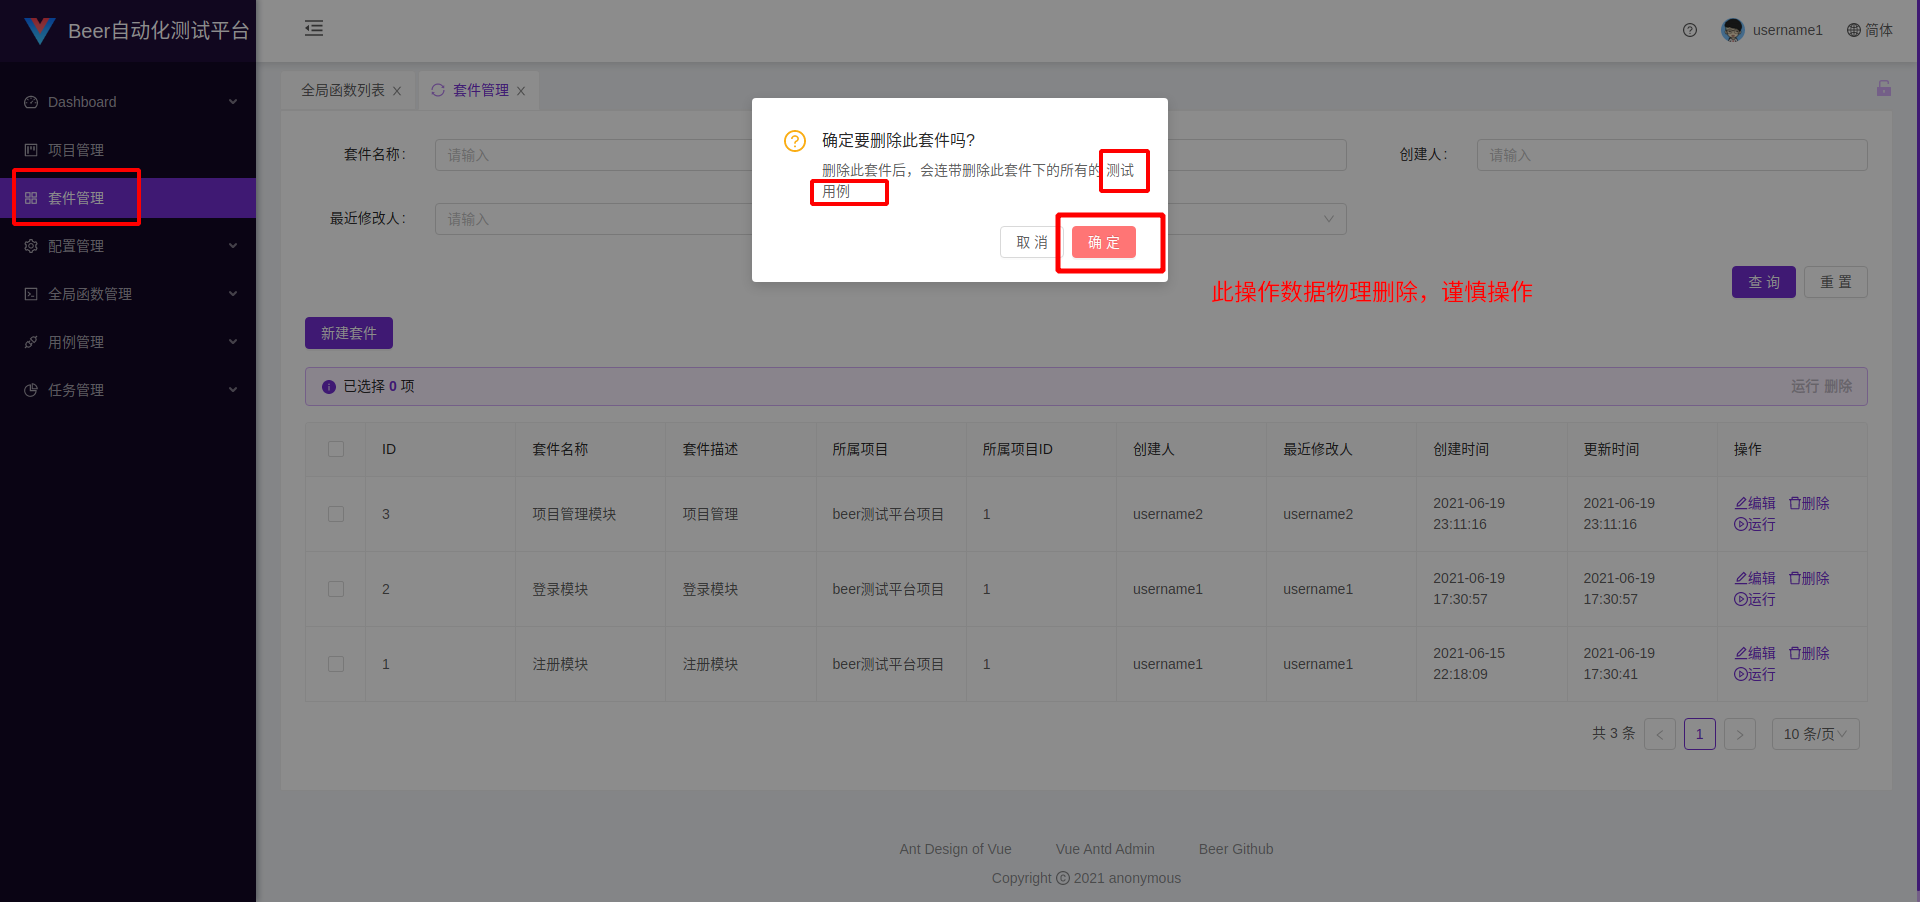 Beer自动化测试平台
username1
简体
Dashboard
项目管理
套件管理
配置管理
全局函数管理
用例管理
任务管理
全局函数列表
套件管理
套件名称:
请输入
创建人:
请输入
最近修改人:
请输入
确定要删除此套件吗?
删除此套件后，会连带删除此套件下的所有的 测试
用例
取 消
确 定
此操作数据物理删除，谨慎操作
查 询
重 置
新建套件
已选择 0 项
运行 删除
ID 套件名称 套件描述 所属项目 所属项目ID 创建人 最近修改人 创建时间 更新时间 操作
3 项目管理模块 项目管理 beer测试平台项目 1 username2 username2 2021-06-19 23:11:16 2021-06-19 23:11:16 编辑 删除 运行
2 登录模块 登录模块 beer测试平台项目 1 username1 username1 2021-06-19 17:30:57 2021-06-19 17:30:57 编辑 删除 运行
1 注册模块 注册模块 beer测试平台项目 1 username1 username1 2021-06-15 22:18:09 2021-06-19 17:30:41 编辑 删除 运行
共 3 条 < 1 > 10 条/页
Ant Design of Vue Vue Antd Admin Beer Github
Copyright © 2021 anonymous